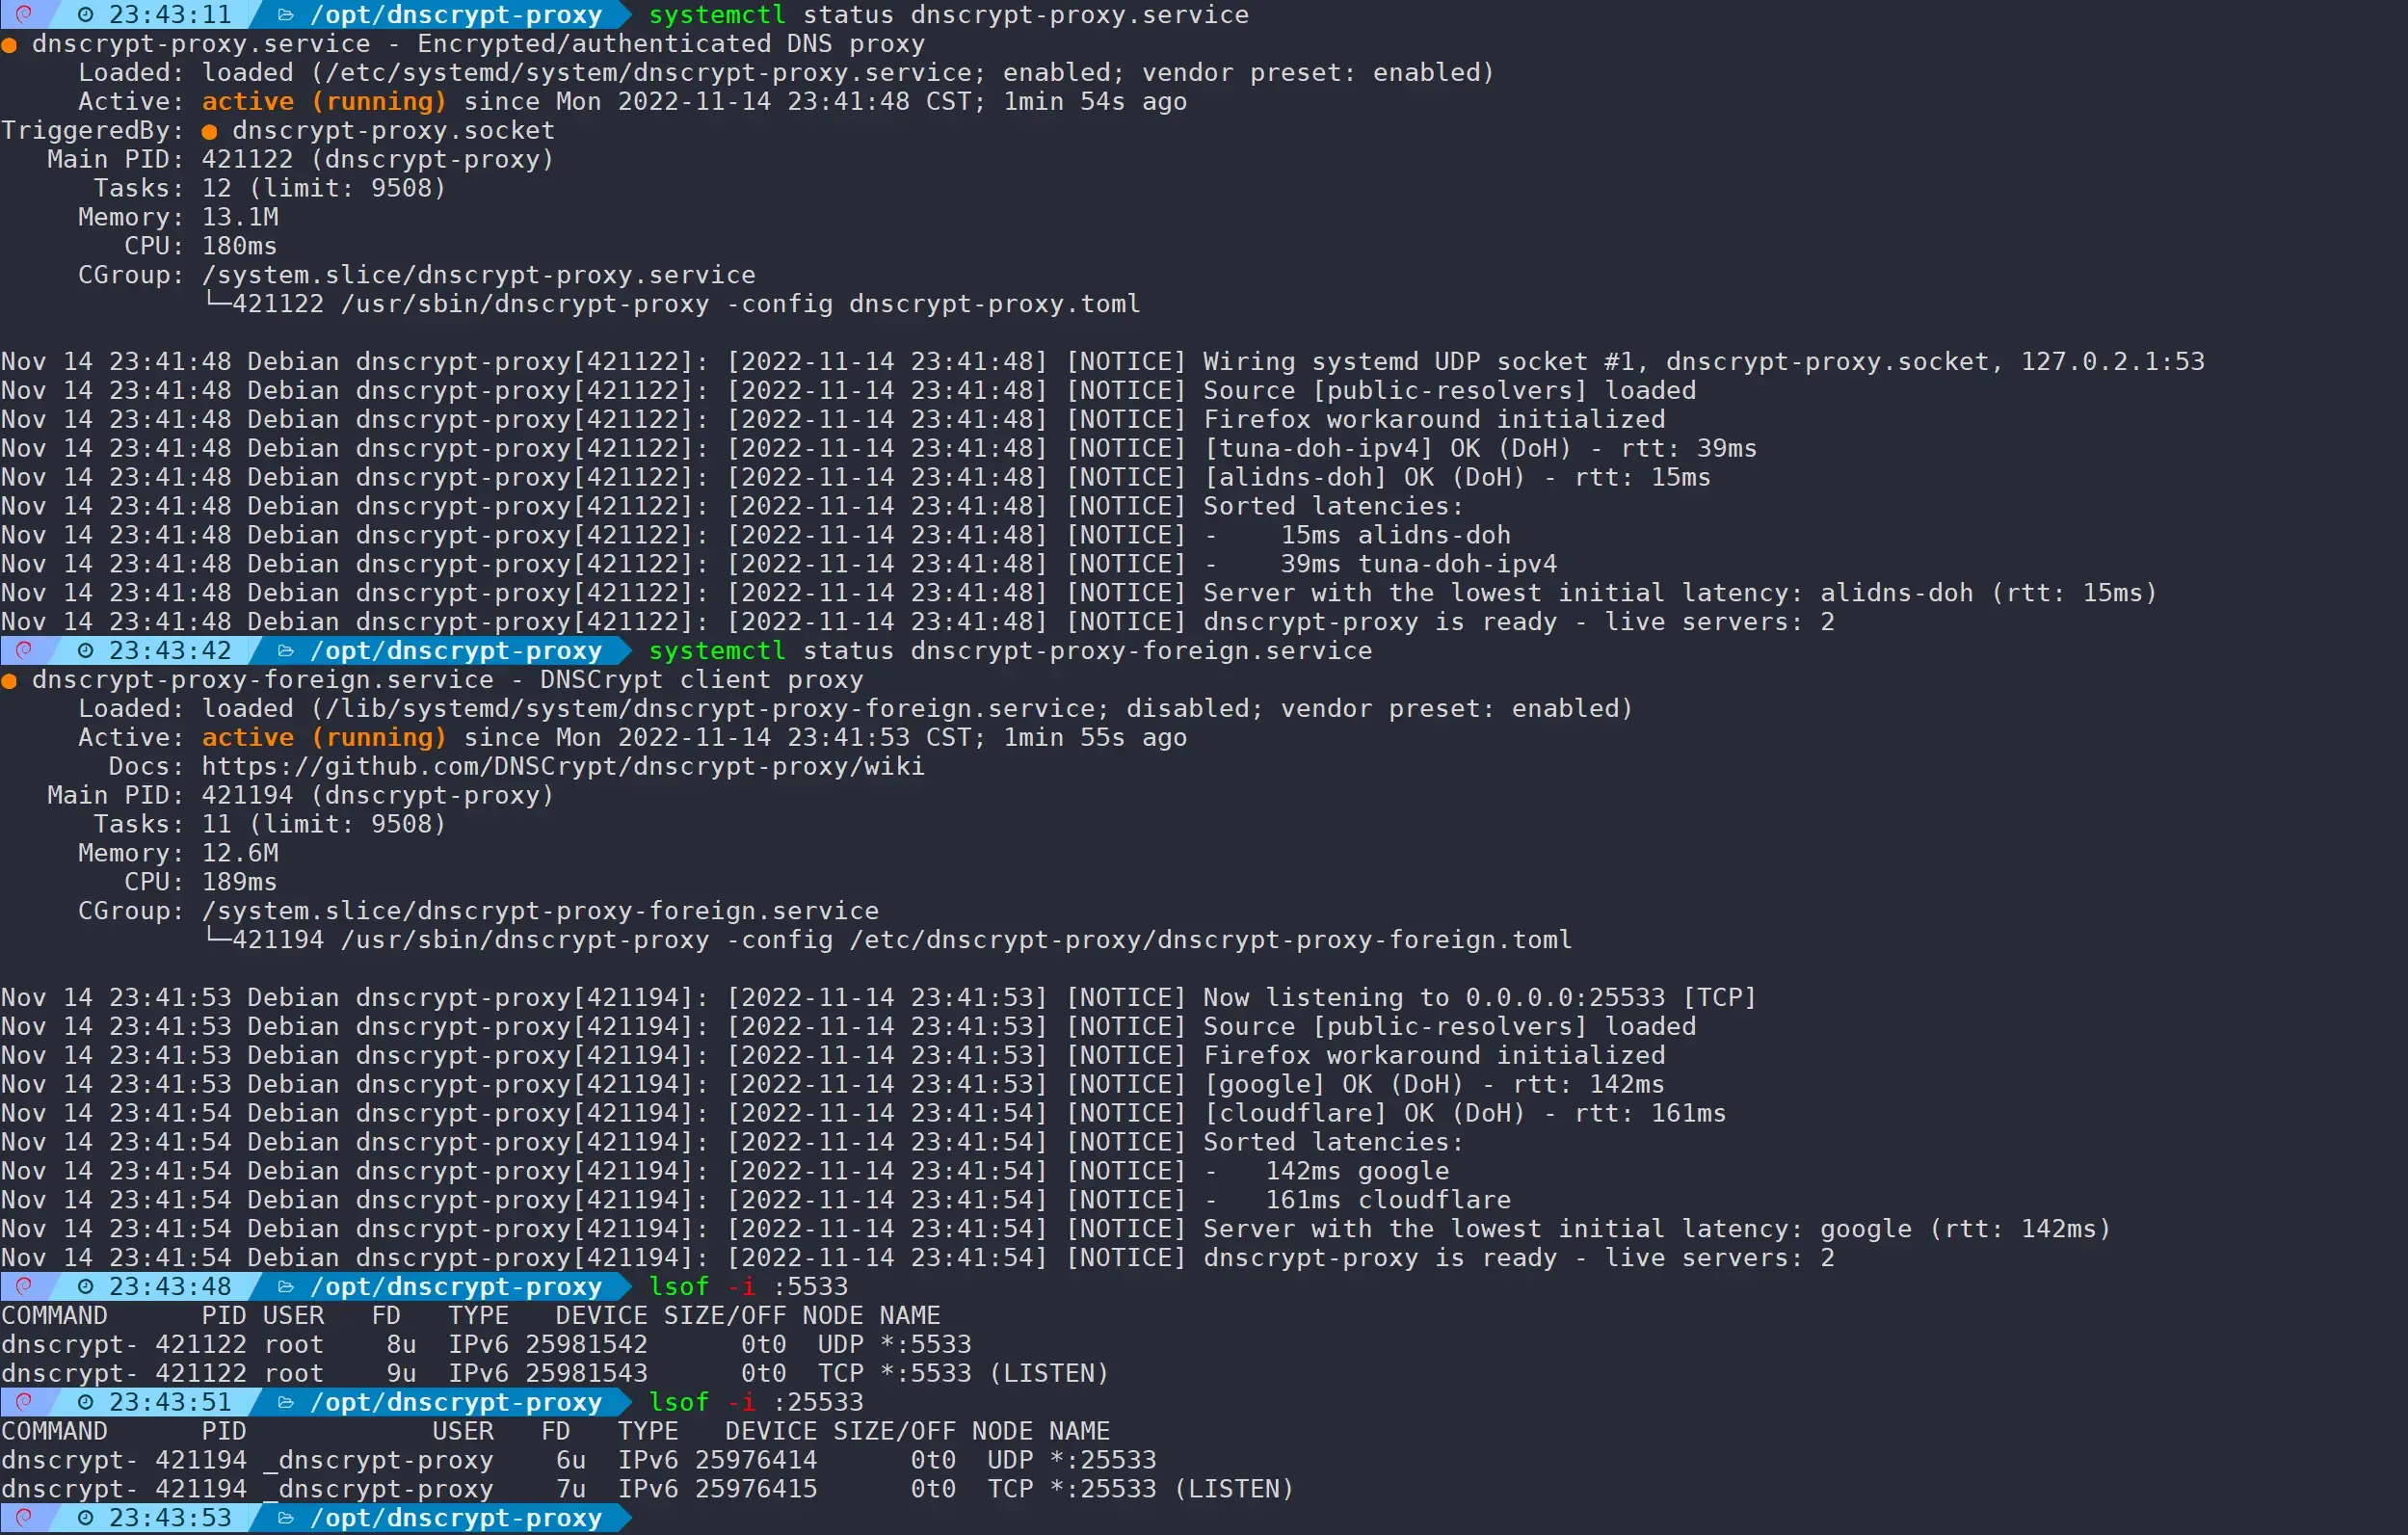 23:43:11 /opt/dnscrypt-proxy systemctl status dnscrypt-proxy.service
● dnscrypt-proxy.service - Encrypted/authenticated DNS proxy
     Loaded: loaded (/etc/systemd/system/dnscrypt-proxy.service; enabled; vendor preset: enabled)
     Active: active (running) since Mon 2022-11-14 23:41:48 CST; 1min 54s ago
TriggeredBy: ● dnscrypt-proxy.socket
   Main PID: 421122 (dnscrypt-proxy)
      Tasks: 12 (limit: 9508)
     Memory: 13.1M
        CPU: 180ms
     CGroup: /system.slice/dnscrypt-proxy.service
             └─421122 /usr/sbin/dnscrypt-proxy -config dnscrypt-proxy.toml

Nov 14 23:41:48 Debian dnscrypt-proxy[421122]: [2022-11-14 23:41:48] [NOTICE] Wiring systemd UDP socket #1, dnscrypt-proxy.socket, 127.0.2.1:53
Nov 14 23:41:48 Debian dnscrypt-proxy[421122]: [2022-11-14 23:41:48] [NOTICE] Source [public-resolvers] loaded
Nov 14 23:41:48 Debian dnscrypt-proxy[421122]: [2022-11-14 23:41:48] [NOTICE] Firefox workaround initialized
Nov 14 23:41:48 Debian dnscrypt-proxy[421122]: [2022-11-14 23:41:48] [NOTICE] [tuna-doh-ipv4] OK (DoH) - rtt: 39ms
Nov 14 23:41:48 Debian dnscrypt-proxy[421122]: [2022-11-14 23:41:48] [NOTICE] [alidns-doh] OK (DoH) - rtt: 15ms
Nov 14 23:41:48 Debian dnscrypt-proxy[421122]: [2022-11-14 23:41:48] [NOTICE] Sorted latencies:
Nov 14 23:41:48 Debian dnscrypt-proxy[421122]: [2022-11-14 23:41:48] [NOTICE] -    15ms alidns-doh
Nov 14 23:41:48 Debian dnscrypt-proxy[421122]: [2022-11-14 23:41:48] [NOTICE] -    39ms tuna-doh-ipv4
Nov 14 23:41:48 Debian dnscrypt-proxy[421122]: [2022-11-14 23:41:48] [NOTICE] Server with the lowest initial latency: alidns-doh (rtt: 15ms)
Nov 14 23:41:48 Debian dnscrypt-proxy[421122]: [2022-11-14 23:41:48] [NOTICE] dnscrypt-proxy is ready - live servers: 2
23:43:42 /opt/dnscrypt-proxy systemctl status dnscrypt-proxy-foreign.service
● dnscrypt-proxy-foreign.service - DNSCrypt client proxy
     Loaded: loaded (/lib/systemd/system/dnscrypt-proxy-foreign.service; disabled; vendor preset: enabled)
     Active: active (running) since Mon 2022-11-14 23:41:53 CST; 1min 55s ago
       Docs: https://github.com/DNSCrypt/dnscrypt-proxy/wiki
   Main PID: 421194 (dnscrypt-proxy)
      Tasks: 11 (limit: 9508)
     Memory: 12.6M
        CPU: 189ms
     CGroup: /system.slice/dnscrypt-proxy-foreign.service
             └─421194 /usr/sbin/dnscrypt-proxy -config /etc/dnscrypt-proxy/dnscrypt-proxy-foreign.toml

Nov 14 23:41:53 Debian dnscrypt-proxy[421194]: [2022-11-14 23:41:53] [NOTICE] Now listening to 0.0.0.0:25533 [TCP]
Nov 14 23:41:53 Debian dnscrypt-proxy[421194]: [2022-11-14 23:41:53] [NOTICE] Source [public-resolvers] loaded
Nov 14 23:41:53 Debian dnscrypt-proxy[421194]: [2022-11-14 23:41:53] [NOTICE] Firefox workaround initialized
Nov 14 23:41:53 Debian dnscrypt-proxy[421194]: [2022-11-14 23:41:53] [NOTICE] [google] OK (DoH) - rtt: 142ms
Nov 14 23:41:54 Debian dnscrypt-proxy[421194]: [2022-11-14 23:41:54] [NOTICE] [cloudflare] OK (DoH) - rtt: 161ms
Nov 14 23:41:54 Debian dnscrypt-proxy[421194]: [2022-11-14 23:41:54] [NOTICE] Sorted latencies:
Nov 14 23:41:54 Debian dnscrypt-proxy[421194]: [2022-11-14 23:41:54] [NOTICE] -   142ms google
Nov 14 23:41:54 Debian dnscrypt-proxy[421194]: [2022-11-14 23:41:54] [NOTICE] -   161ms cloudflare
Nov 14 23:41:54 Debian dnscrypt-proxy[421194]: [2022-11-14 23:41:54] [NOTICE] Server with the lowest initial latency: google (rtt: 142ms)
Nov 14 23:41:54 Debian dnscrypt-proxy[421194]: [2022-11-14 23:41:54] [NOTICE] dnscrypt-proxy is ready - live servers: 2
23:43:48 /opt/dnscrypt-proxy lsof -i :5533
COMMAND      PID USER   FD   TYPE   DEVICE SIZE/OFF NODE NAME
dnscrypt- 421122 root    8u  IPv6 25981542      0t0  UDP *:5533
dnscrypt- 421122 root    9u  IPv6 25981543      0t0  TCP *:5533 (LISTEN)
23:43:51 /opt/dnscrypt-proxy lsof -i :25533
COMMAND      PID            USER   FD   TYPE   DEVICE SIZE/OFF NODE NAME
dnscrypt- 421194 _dnscrypt-proxy    6u  IPv6 25976414      0t0  UDP *:25533
dnscrypt- 421194 _dnscrypt-proxy    7u  IPv6 25976415      0t0  TCP *:25533 (LISTEN)
23:43:53 /opt/dnscrypt-proxy